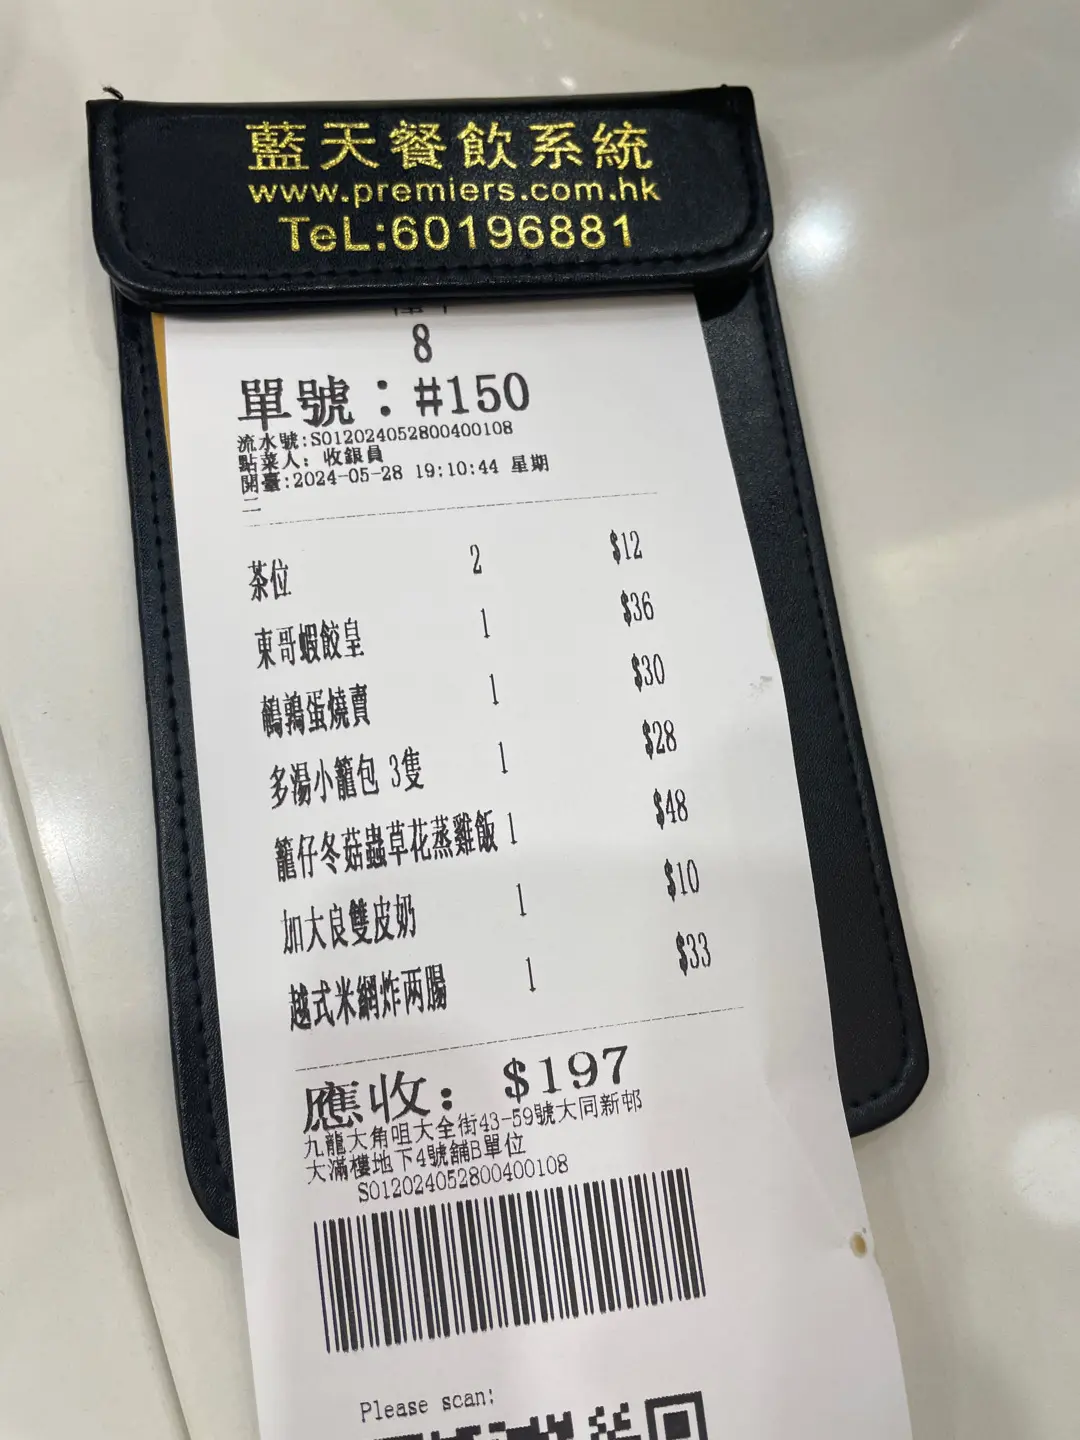 藍天餐飲系統
www.premiers.com.hk
TeL:60196881
8
單號：#150
流水號:S012024052800400108
點菜人: 收銀員
開臺:2024-05-28 19:10:44 星期
二
茶位 2 $12
東哥蝦餃皇 1 $36
鵪鶉蛋燒賣 1 $30
多湯小籠包 3隻 1 $28
籠仔冬菇蟲草花蒸雞飯 1 $48
加大良雙皮奶 1 $10
越式米網炸两腸 1 $33
應收: $197
九龍大角咀大全街43-59號大同新邨
大滿樓地下4號舖B單位
S012024052800400108
Please scan: